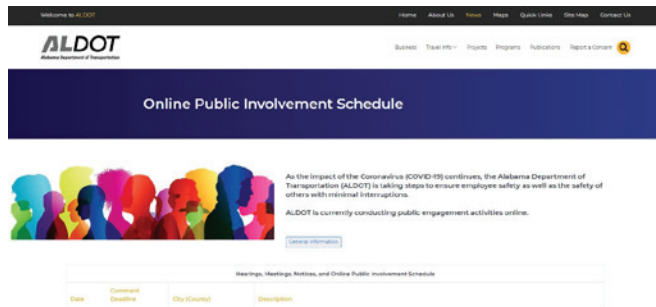 Welcome to ALDOT
Home About Us News Maps Quick Links Site Map Contact Us
ALDOT
Alabama Department of Transportation
Business Travel Info Projects Programs Publications Report a Concern
Online Public Involvement Schedule
As the impact of the Coronavirus (COVID-19) continues, the Alabama Department of
Transportation (ALDOT) is taking steps to ensure employee safety as well as the safety of
others with minimal interruptions.
ALDOT is currently conducting public engagement activities online.
General Information
Hearings, Meetings, Notices, and Online Public Involvement Schedule
Date Comment Deadline City (County) Description